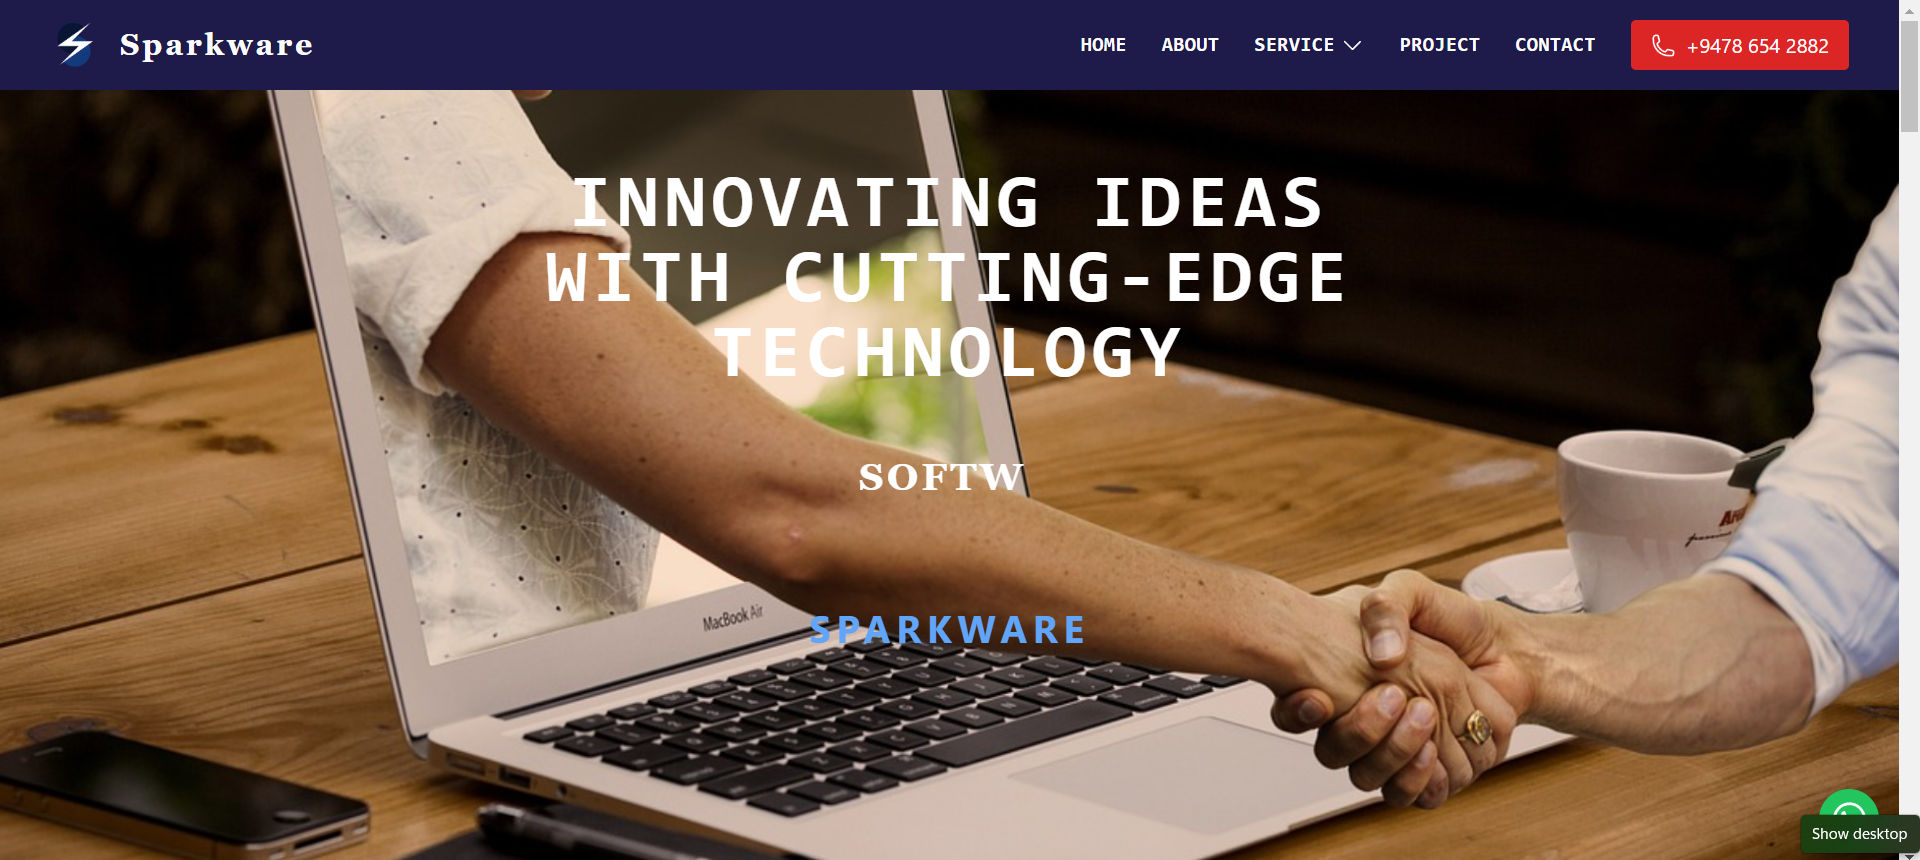 Sparkware
HOME ABOUT SERVICE PROJECT CONTACT +9478 654 2882
INNOVATING IDEAS
WITH CUTTING-EDGE
TECHNOLOGY
SOFTW
SPARKWARE
MacBook Air
Show desktop